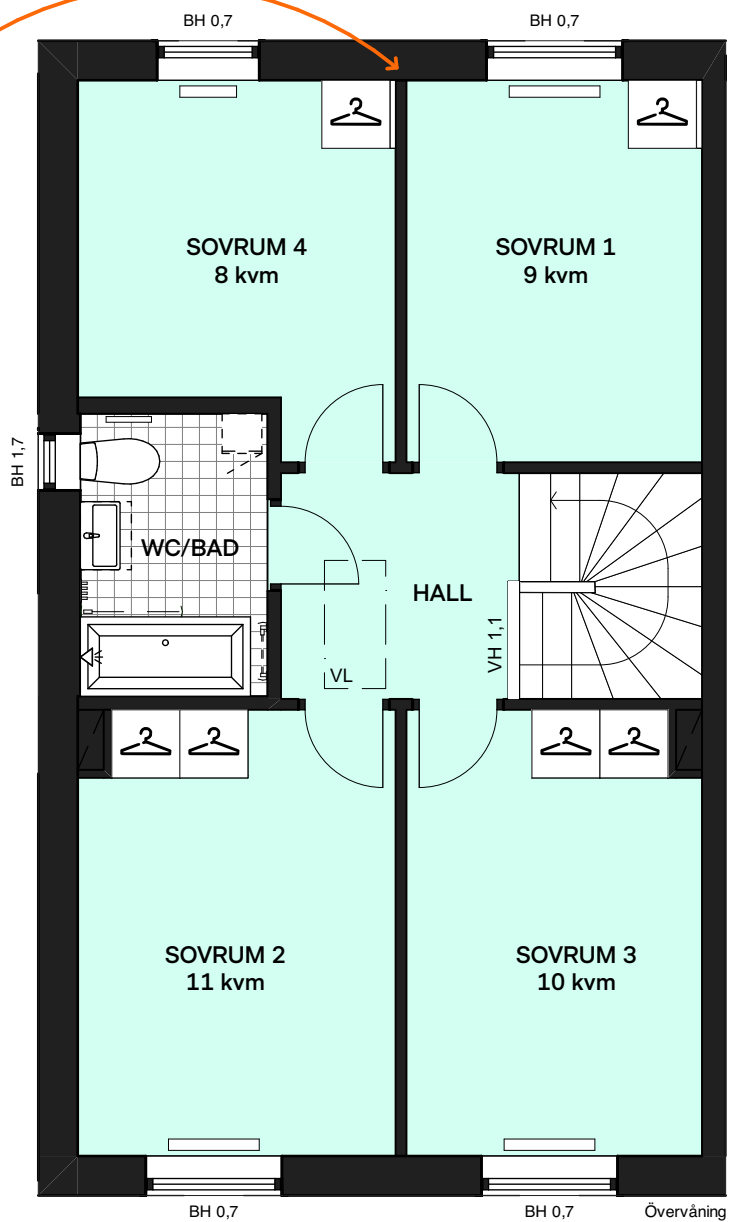 BH 0,7
BH 0,7
SOVRUM 4
8 kvm
SOVRUM 1
9 kvm
BH 1,7
WC/BAD
HALL
VH 1,1
VL
SOVRUM 2
11 kvm
SOVRUM 3
10 kvm
BH 0,7
BH 0,7
Övervåning